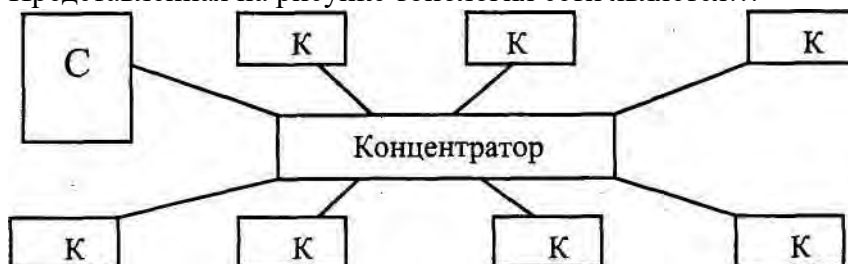 Представленная на рисунке топология сети является...
С К К К
Концентратор
К К К К